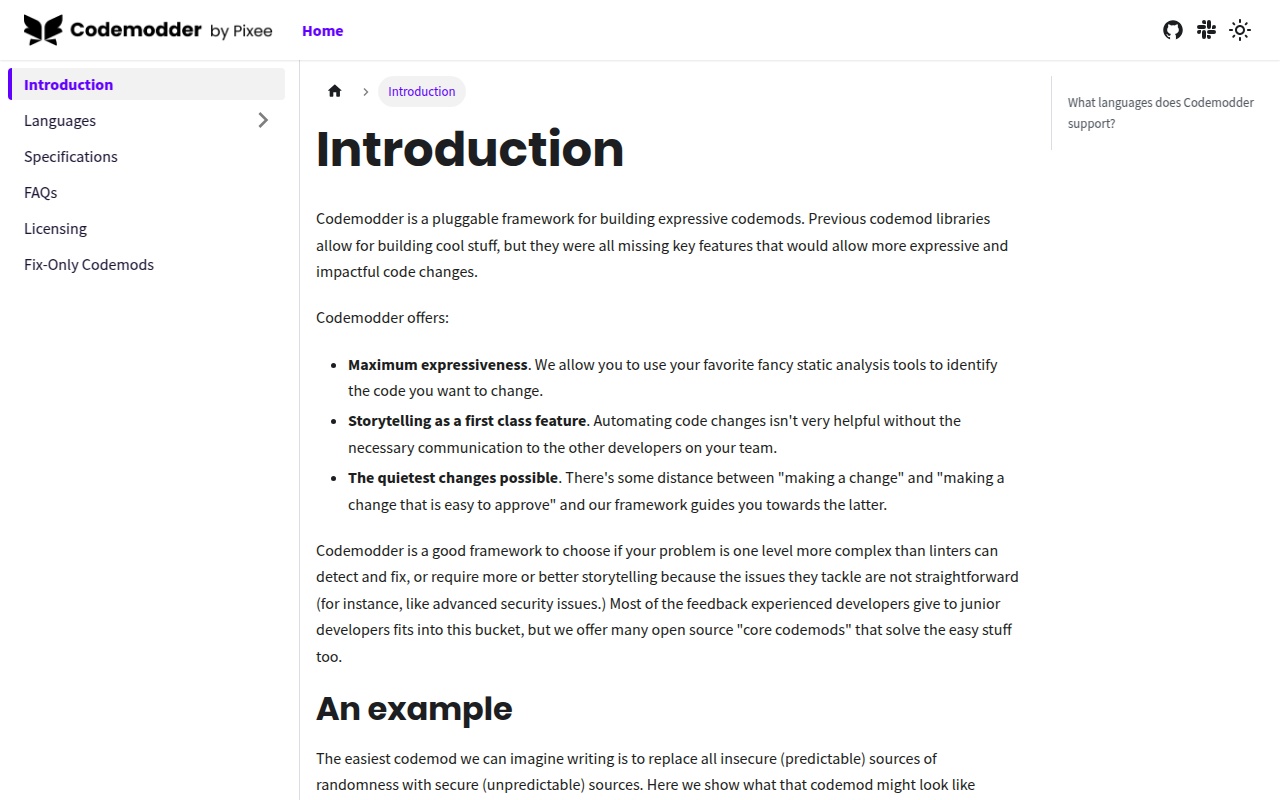 Codemodder by Pixee
Home
Introduction
Languages
Specifications
FAQs
Licensing
Fix-Only Codemods
Introduction
Introduction
Codemodder is a pluggable framework for building expressive codemods. Previous codemod libraries
allow for building cool stuff, but they were all missing key features that would allow more expressive and
impactful code changes.
Codemodder offers:
Maximum expressiveness. We allow you to use your favorite fancy static analysis tools to identify
the code you want to change.
Storytelling as a first class feature. Automating code changes isn't very helpful without the
necessary communication to the other developers on your team.
The quietest changes possible. There's some distance between "making a change" and "making a
change that is easy to approve" and our framework guides you towards the latter.
Codemodder is a good framework to choose if your problem is one level more complex than linters can
detect and fix, or require more or better storytelling because the issues they tackle are not straightforward
(for instance, like advanced security issues.) Most of the feedback experienced developers give to junior
developers fits into this bucket, but we offer many open source "core codemods" that solve the easy stuff
too.
An example
The easiest codemod we can imagine writing is to replace all insecure (predictable) sources of
randomness with secure (unpredictable) sources. Here we show what that codemod might look like
What languages does Codemodder
support?